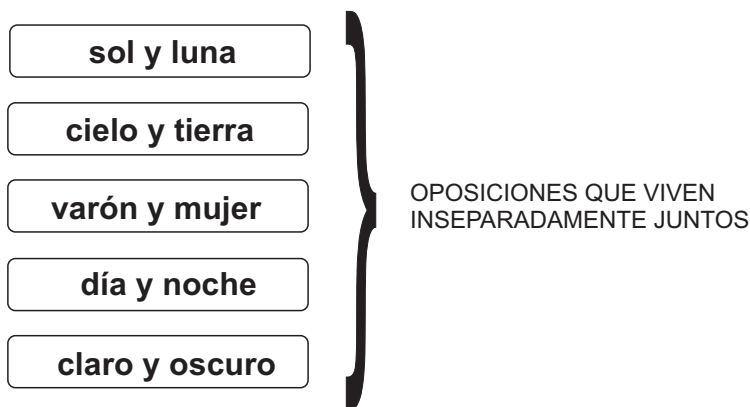 sol y luna
cielo y tierra
varón y mujer
día y noche
claro y oscuro
OPOSICIONES QUE VIVEN
INSEPARADAMENTE JUNTOS